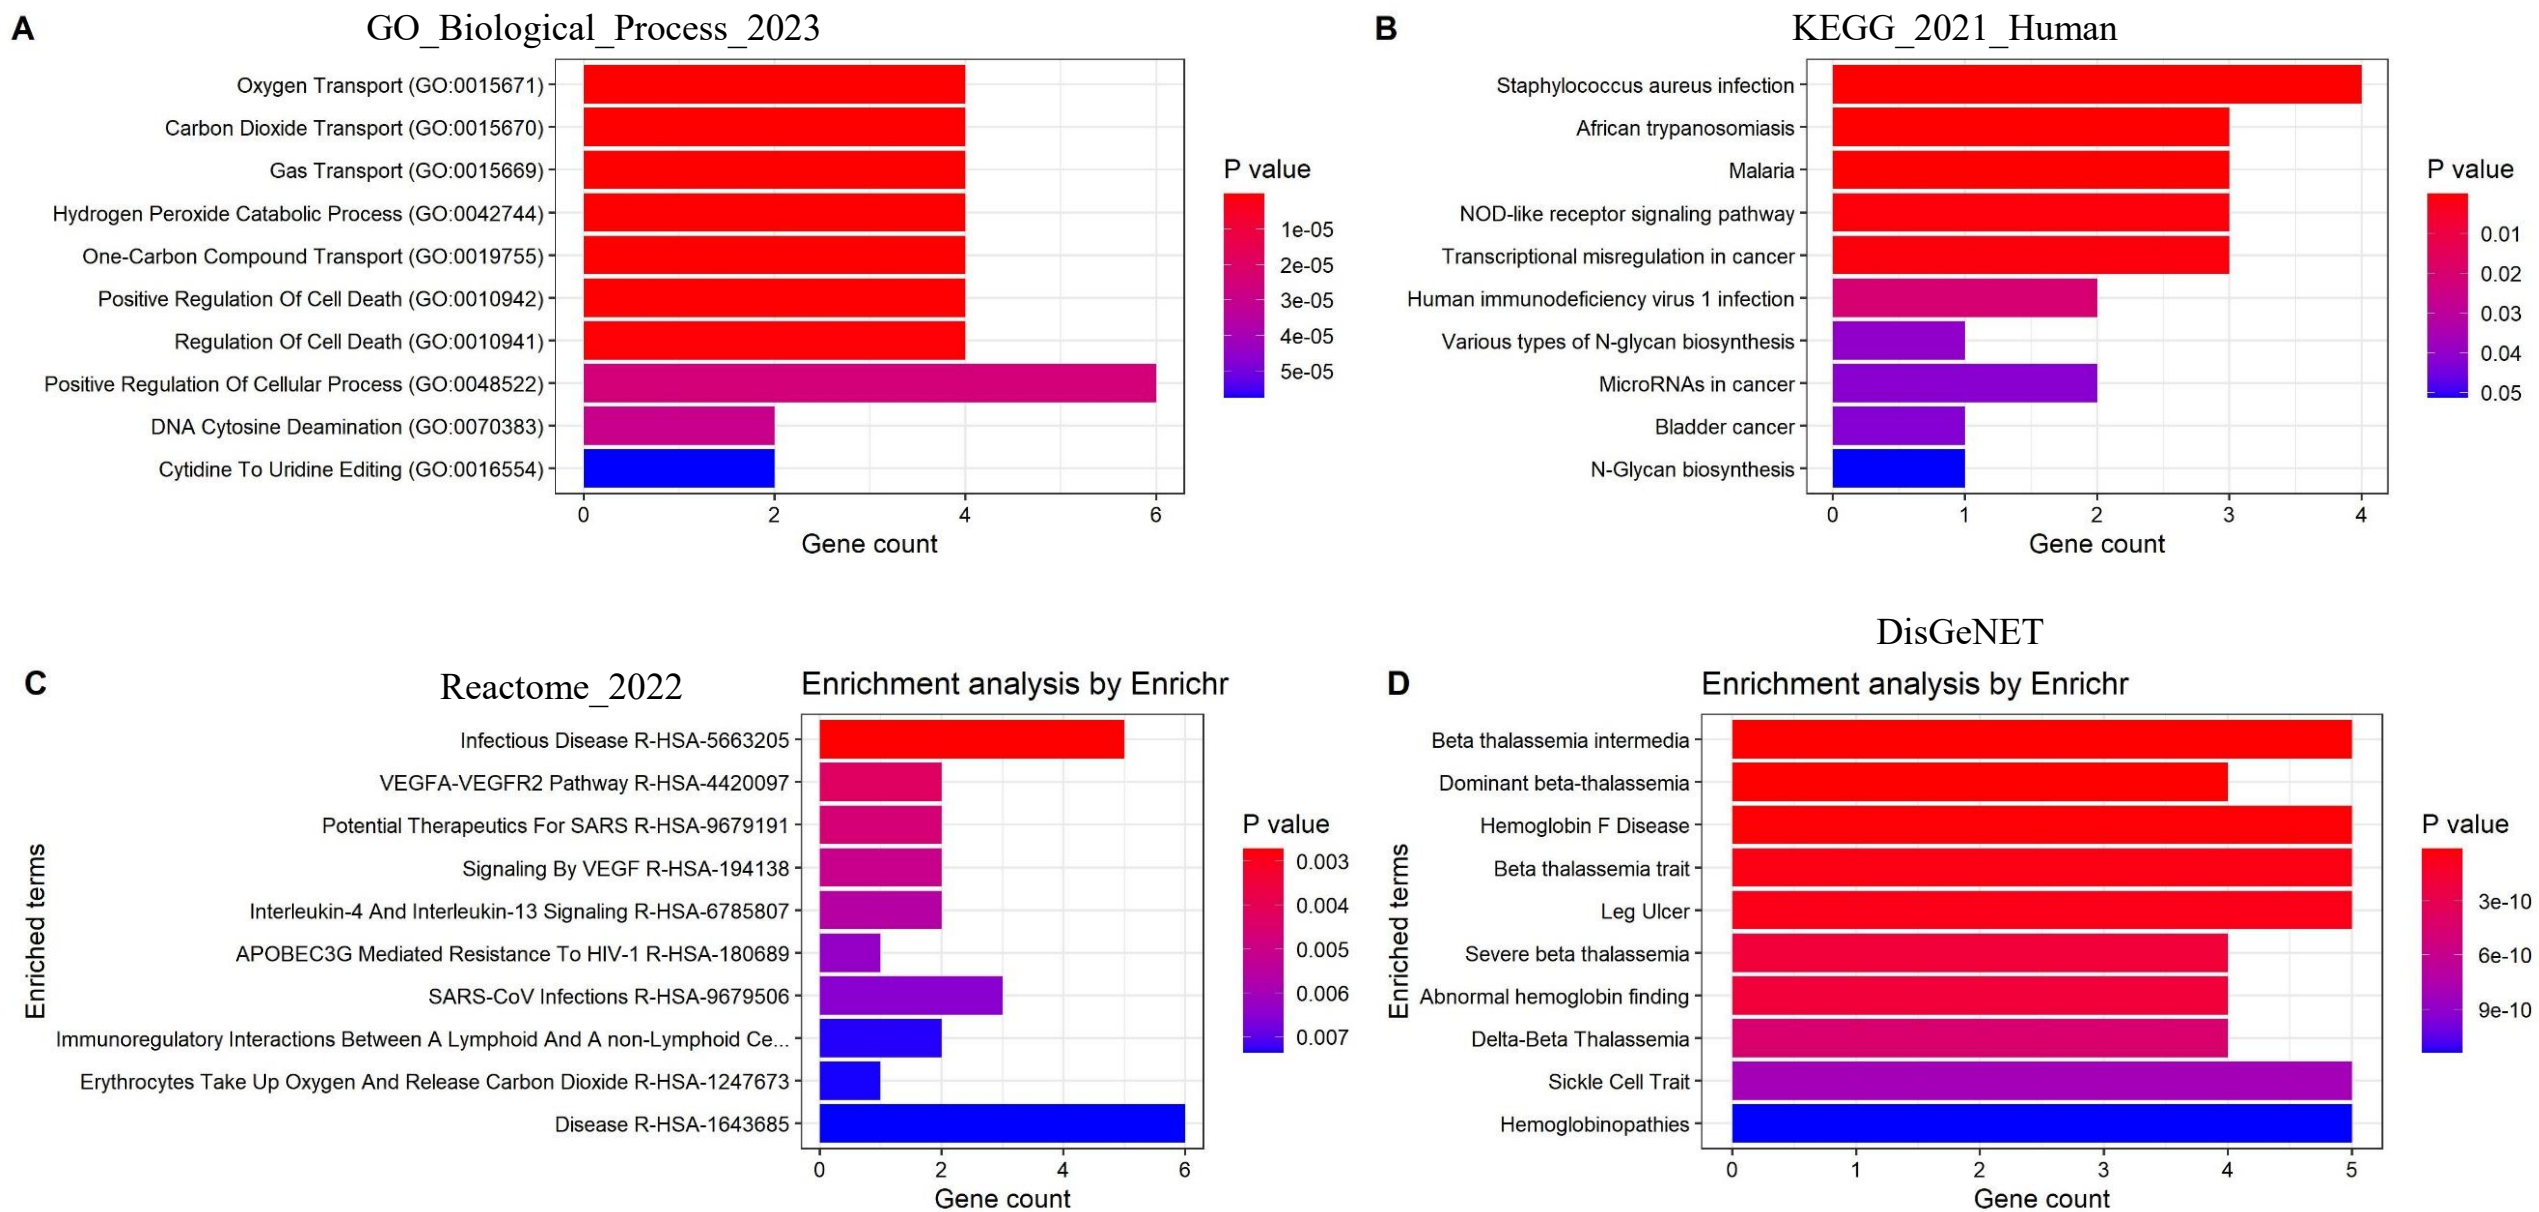 A
GO_Biological_Process_2023
Oxygen Transport (GO:0015671)
Carbon Dioxide Transport (GO:0015670)
Gas Transport (GO:0015669)
Hydrogen Peroxide Catabolic Process (GO:0042744)
One-Carbon Compound Transport (GO:0019755)
Positive Regulation Of Cell Death (GO:0010942)
Regulation Of Cell Death (GO:0010941)
Positive Regulation Of Cellular Process (GO:0048522)
DNA Cytosine Deamination (GO:0070383)
Cytidine To Uridine Editing (GO:0016554)
0 2 4 6
Gene count
P value
1e-05
2e-05
3e-05
4e-05
5e-05
B
KEGG_2021_Human
Staphylococcus aureus infection
African trypanosomiasis
Malaria
NOD-like receptor signaling pathway
Transcriptional misregulation in cancer
Human immunodeficiency virus 1 infection
Various types of N-glycan biosynthesis
MicroRNAs in cancer
Bladder cancer
N-Glycan biosynthesis
0 1 2 3 4
Gene count
P value
0.01
0.02
0.03
0.04
0.05
C
Reactome_2022
Enrichment analysis by Enrichr
Enriched terms
Infectious Disease R-HSA-5663205
VEGFA-VEGFR2 Pathway R-HSA-4420097
Potential Therapeutics For SARS R-HSA-9679191
Signaling By VEGF R-HSA-194138
Interleukin-4 And Interleukin-13 Signaling R-HSA-6785807
APOBEC3G Mediated Resistance To HIV-1 R-HSA-180689
SARS-CoV Infections R-HSA-9679506
Immunoregulatory Interactions Between A Lymphoid And A non-Lymphoid Ce...
Erythrocytes Take Up Oxygen And Release Carbon Dioxide R-HSA-1247673
Disease R-HSA-1643685
0 2 4 6
Gene count
P value
0.003
0.004
0.005
0.006
0.007
DisGeNET
D
Enrichment analysis by Enrichr
Enriched terms
Beta thalassemia intermedia
Dominant beta-thalassemia
Hemoglobin F Disease
Beta thalassemia trait
Leg Ulcer
Severe beta thalassemia
Abnormal hemoglobin finding
Delta-Beta Thalassemia
Sickle Cell Trait
Hemoglobinopathies
0 1 2 3 4 5
Gene count
P value
3e-10
6e-10
9e-10